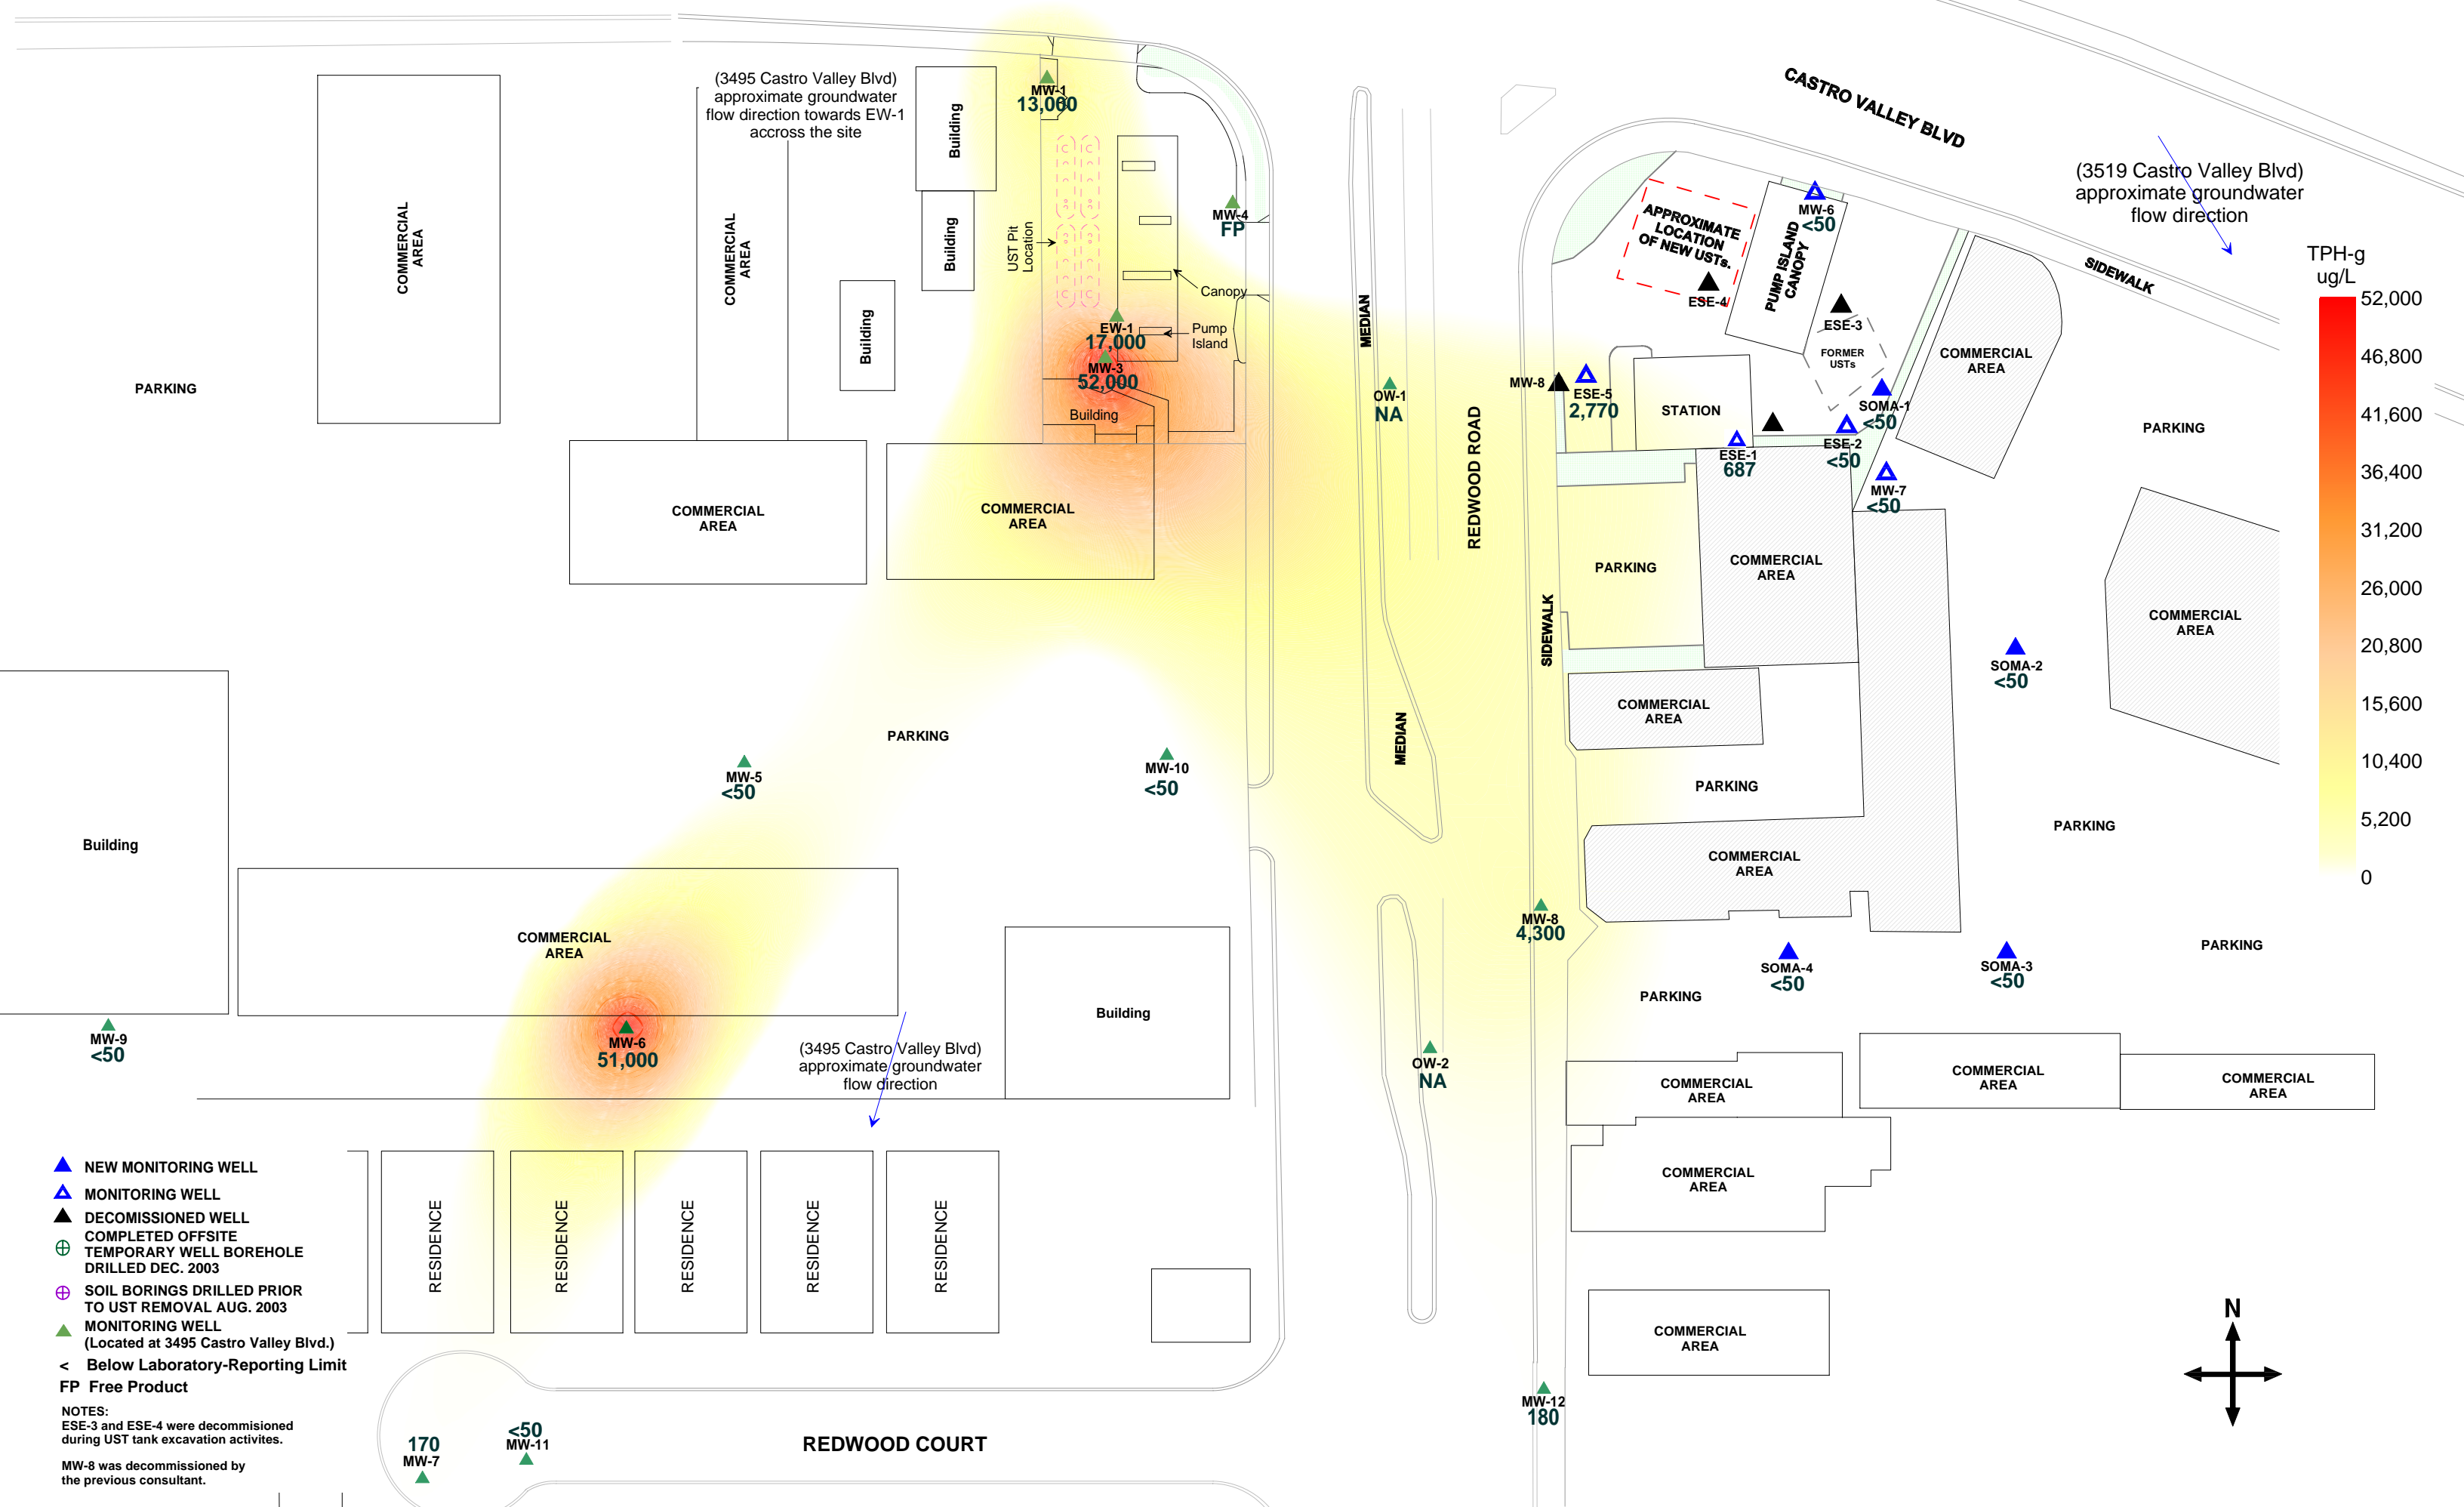 (3495 Castro Valley Blvd)
approximate groundwater
flow direction towards EW-1
accross the site
COMMERCIAL
AREA
COMMERCIAL
AREA
Building
Building
Building
PARKING
MW-1
13,000
UST Pit
Location
MW-4
FP
Canopy
Pump
Island
EW-1
17,000
MW-3
52,000
Building
COMMERCIAL
AREA
COMMERCIAL
AREA
MEDIAN
OW-1
NA
REDWOOD ROAD
MEDIAN
SIDEWALK
CASTRO VALLEY BLVD
SIDEWALK
(3519 Castro Valley Blvd)
approximate groundwater
flow direction
APPROXIMATE
LOCATION
OF NEW USTs.
ESE-4
PUMP ISLAND
CANOPY
MW-6
<50
ESE-3
FORMER
USTs
COMMERCIAL
AREA
MW-8
ESE-5
2,770
STATION
SOMA-1
<50
ESE-1
687
ESE-2
<50
MW-7
<50
PARKING
PARKING
COMMERCIAL
AREA
COMMERCIAL
AREA
SOMA-2
<50
COMMERCIAL
AREA
PARKING
PARKING
COMMERCIAL
AREA
PARKING
SOMA-4
<50
SOMA-3
<50
PARKING
TPH-g
ug/L
52,000
46,800
41,600
36,400
31,200
26,000
20,800
15,600
10,400
5,200
0
PARKING
MW-5
<50
MW-10
<50
Building
COMMERCIAL
AREA
MW-9
<50
MW-6
51,000
(3495 Castro Valley Blvd)
approximate groundwater
flow direction
Building
MW-8
4,300
OW-2
NA
COMMERCIAL
AREA
COMMERCIAL
AREA
COMMERCIAL
AREA
COMMERCIAL
AREA
COMMERCIAL
AREA
RESIDENCE
RESIDENCE
RESIDENCE
RESIDENCE
RESIDENCE
NEW MONITORING WELL
MONITORING WELL
DECOMISSIONED WELL
COMPLETED OFFSITE
TEMPORARY WELL BOREHOLE
DRILLED DEC. 2003
SOIL BORINGS DRILLED PRIOR
TO UST REMOVAL AUG. 2003
MONITORING WELL
(Located at 3495 Castro Valley Blvd.)
< Below Laboratory-Reporting Limit
FP Free Product
NOTES:
ESE-3 and ESE-4 were decommisioned
during UST tank excavation activites.
MW-8 was decommissioned by
the previous consultant.
170
MW-7
<50
MW-11
REDWOOD COURT
MW-12
180
N